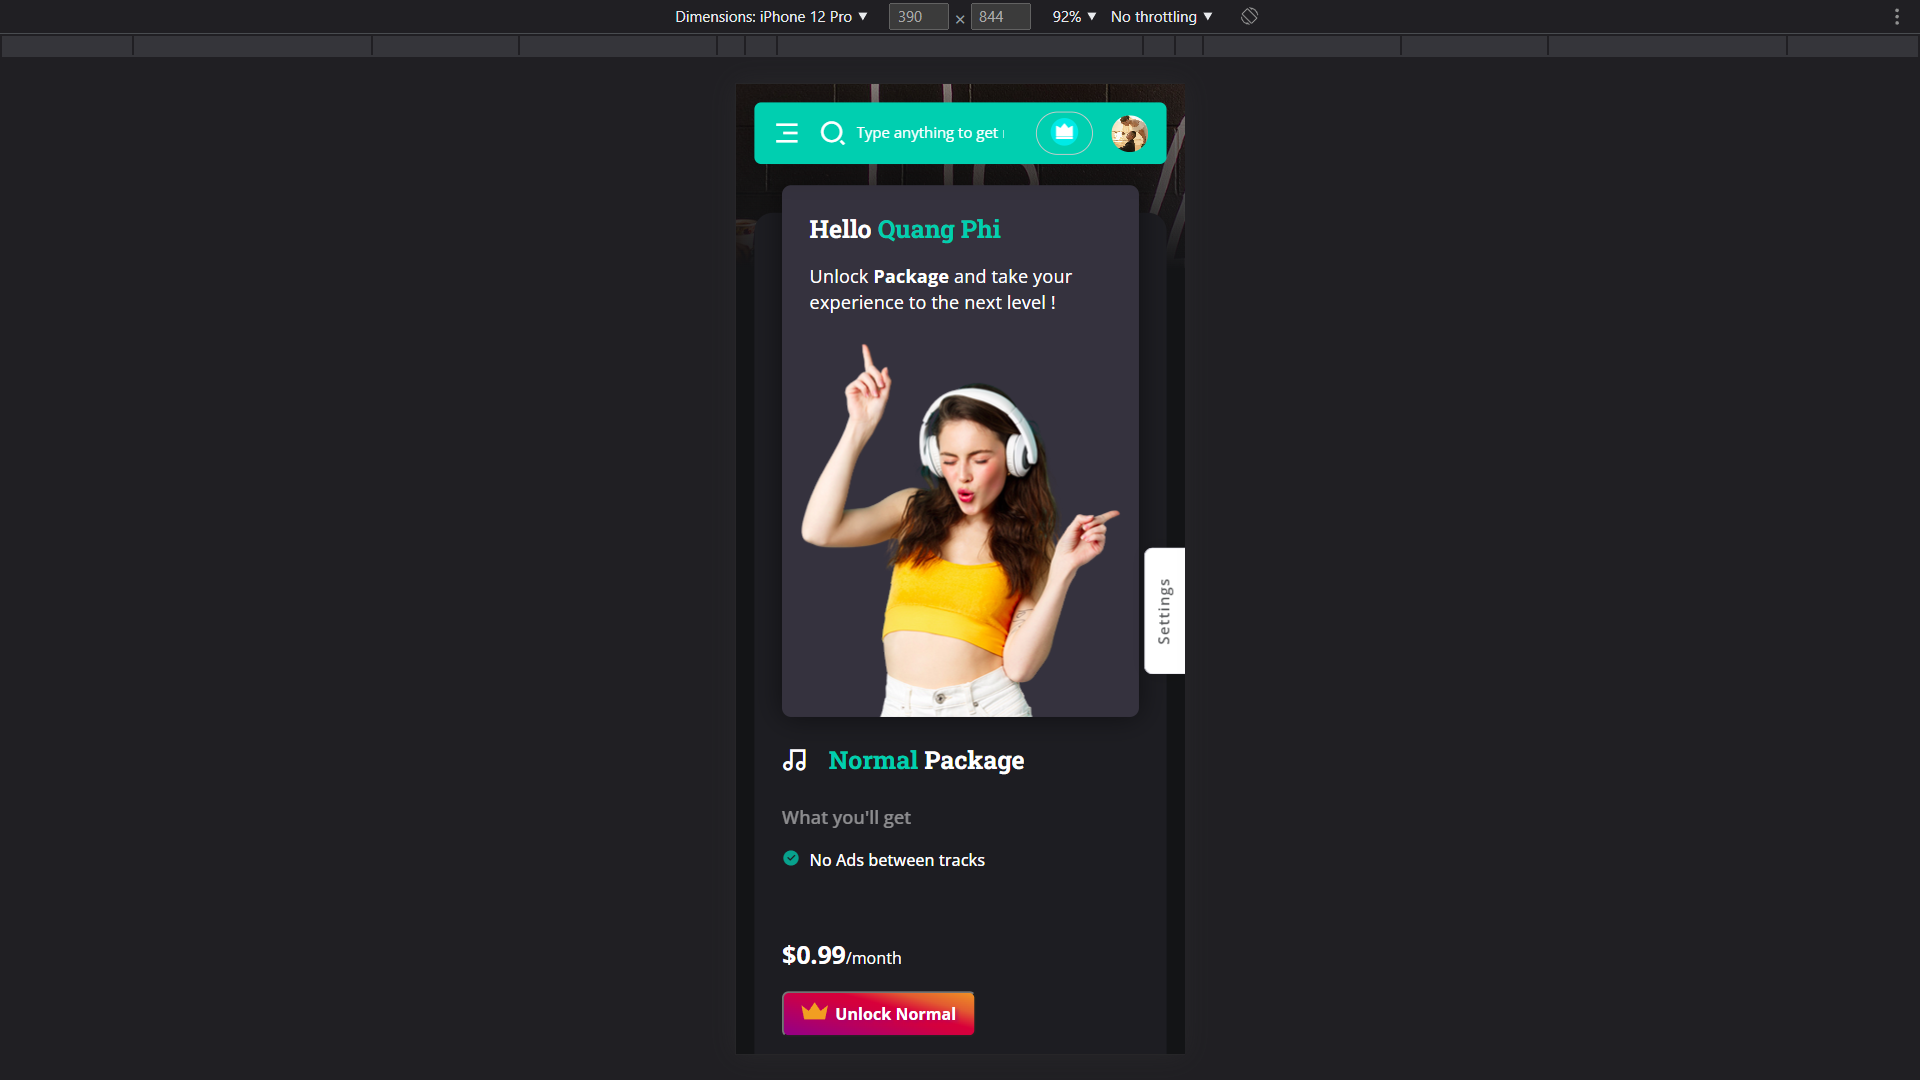 Dimensions: iPhone 12 Pro ▼ 390 × 844 92% ▼ No throttling ▼
Type anything to get
Hello Quang Phi
Unlock Package and take your
experience to the next level !
Settings
Normal Package
What you'll get
No Ads between tracks
$0.99/month
Unlock Normal